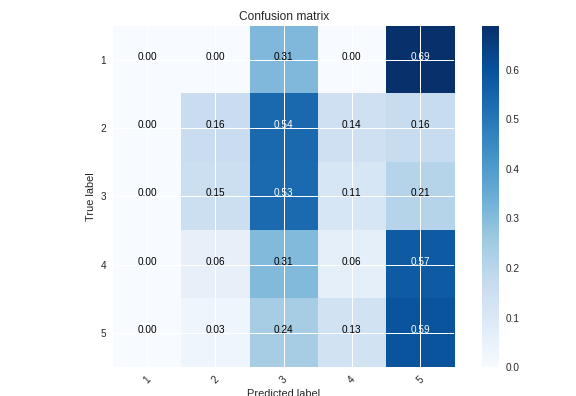 Confusion matrix
1 0.00 0.00 0.31 0.00 0.69
2 0.00 0.16 0.54 0.14 0.16
3 0.00 0.15 0.53 0.11 0.21
4 0.00 0.06 0.31 0.06 0.57
5 0.00 0.03 0.24 0.13 0.59
True label
1 2 3 4 5
Predicted label
0.6
0.5
0.4
0.3
0.2
0.1
0.0